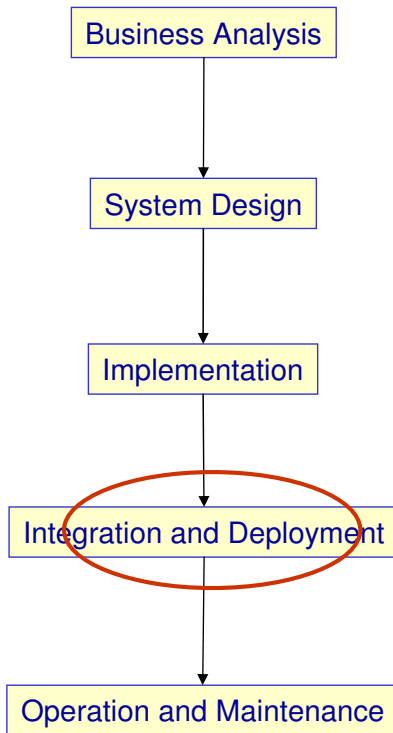 Business Analysis
System Design
Implementation
Integration and Deployment
Operation and Maintenance